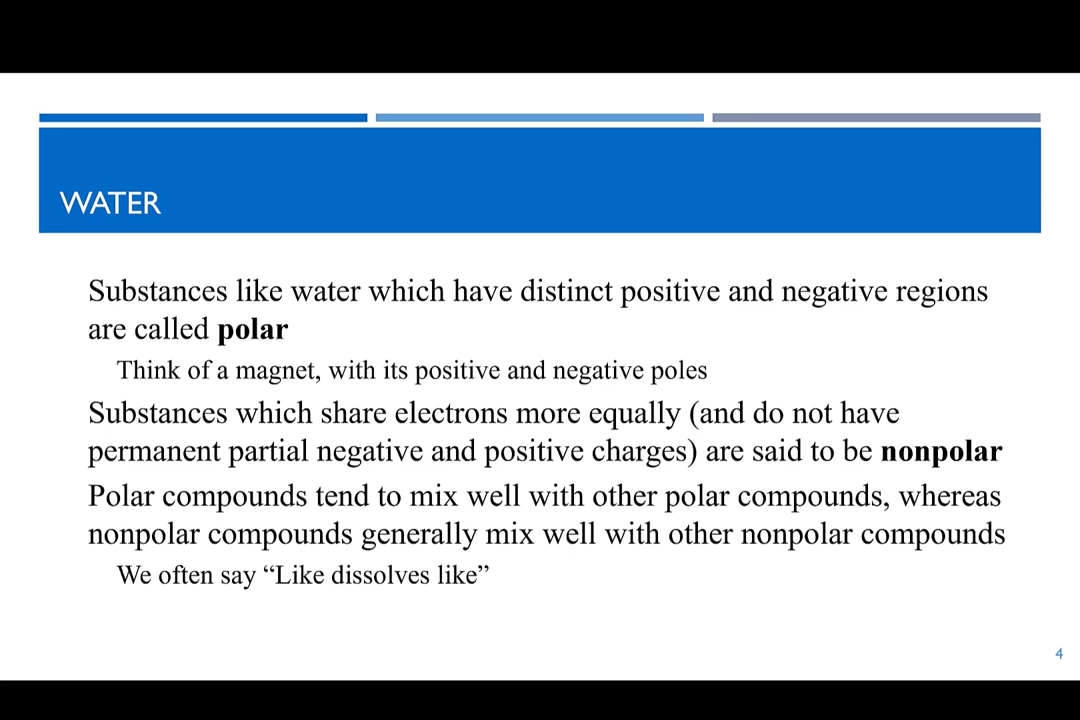 WATER
Substances like water which have distinct positive and negative regions
are called polar
Think of a magnet, with its positive and negative poles
Substances which share electrons more equally (and do not have
permanent partial negative and positive charges) are said to be nonpolar
Polar compounds tend to mix well with other polar compounds, whereas
nonpolar compounds generally mix well with other nonpolar compounds
We often say “Like dissolves like”
4